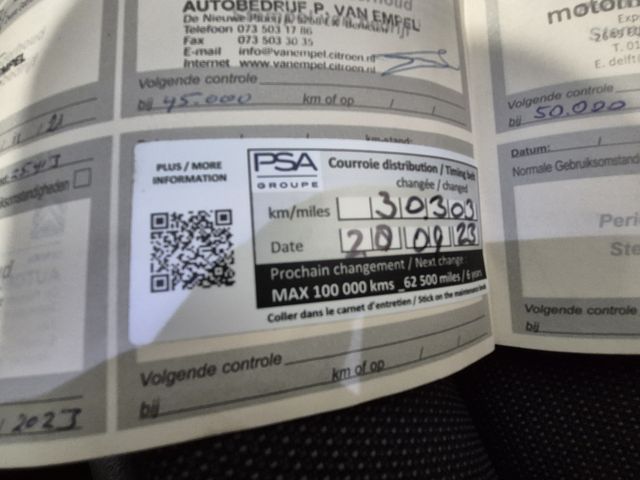 AUTOBEDRIJF P. VAN EMPEL
Telefoon 073 503 17 86
Fax 073 503 30 35
E-mail info@vanempel.citroen.nl
Internet www.vanempel.citroen.nl
Volgende controle
bij 45.000 km of op / /
Volgende controle
bij 50.000
Datum: /
Normale Gebruiksomstand
km-stand:
PLUS / MORE
INFORMATION
PSA
GROUPE
Courroie distribution / Timing belt
changée / changed
km/miles 30303
Date 20 09 23
Prochain changement / Next change
MAX 100 000 kms _62 500 miles / 6 years
Coller dans le carnet d'entretien / Stick on the maintenance
Volgende controle
bij km of op / /
Volgende controle
bij
2023